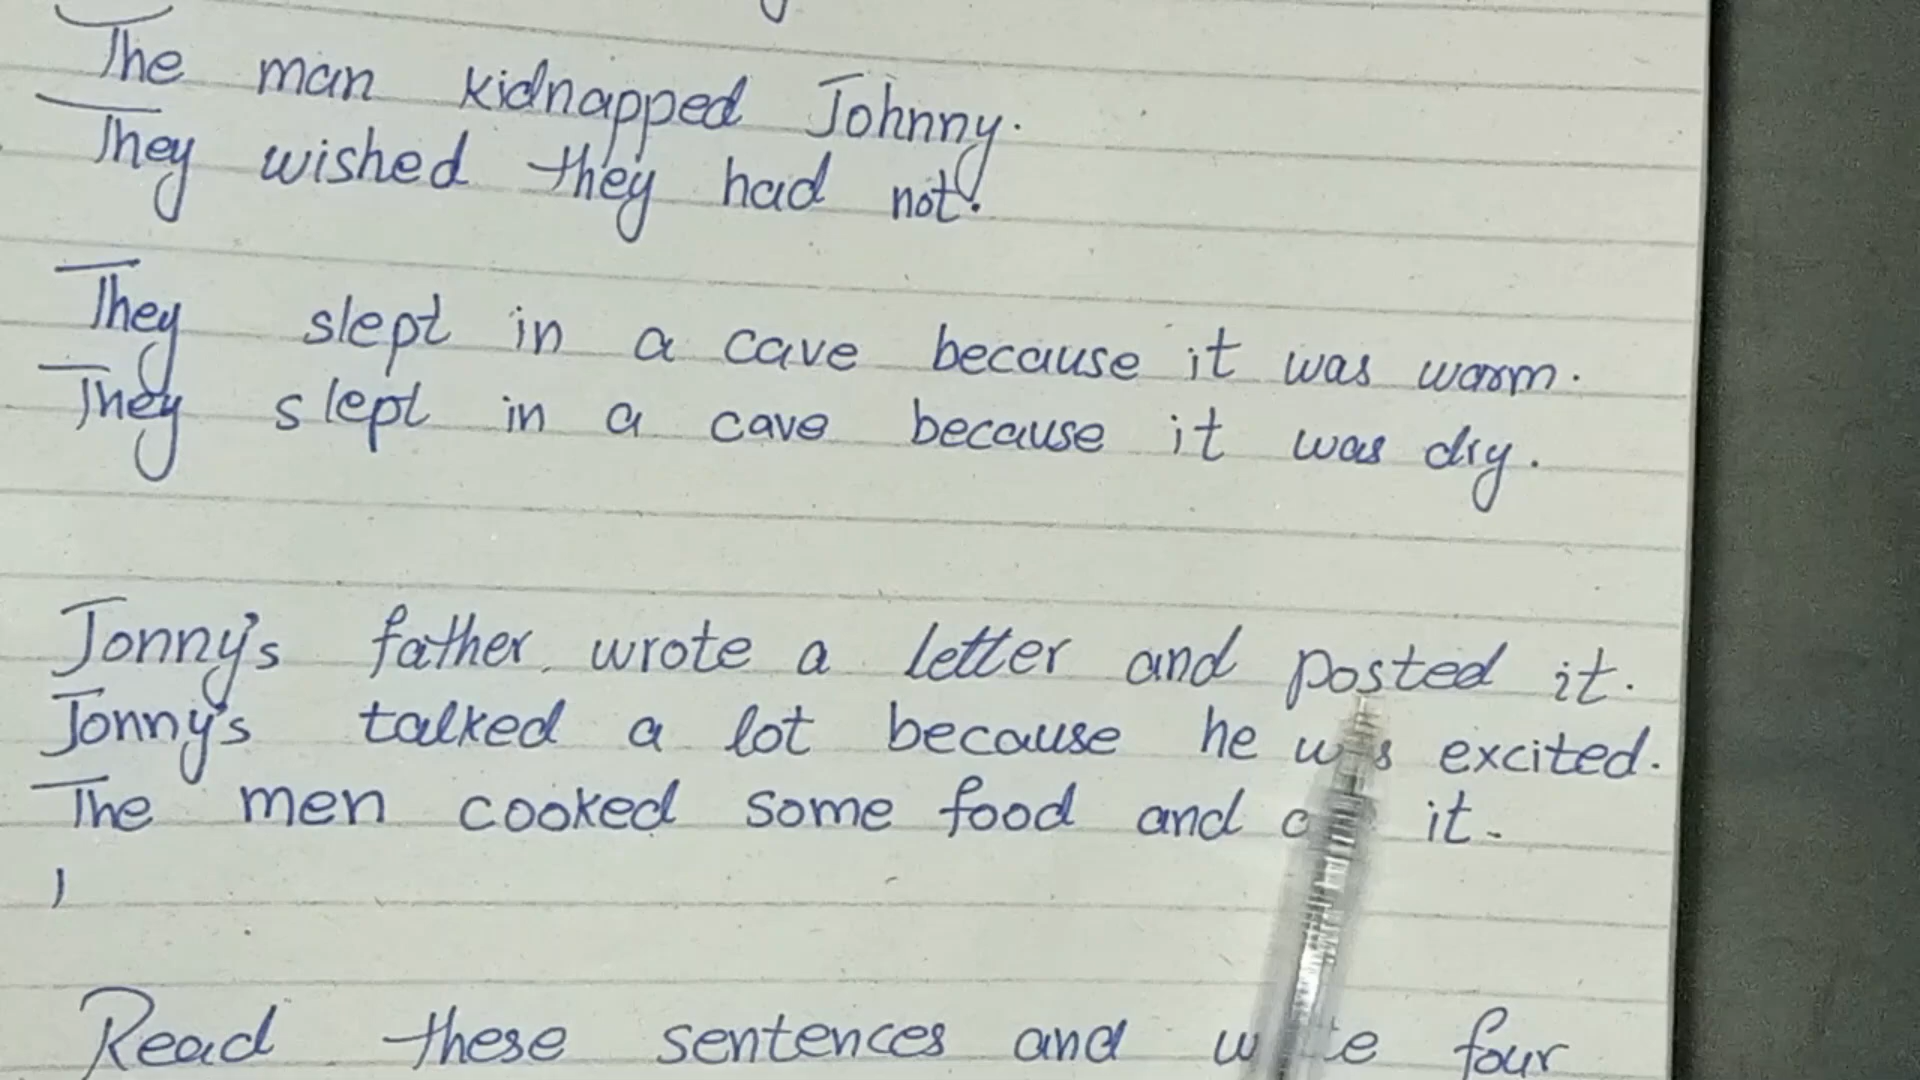 The man kidnapped Johnny.
They wished they had not.
They slept in a cave because it was warm.
They slept in a cave because it was dry.
Jonny's father wrote a letter and posted it.
Jonny's talked a lot because he was excited.
The men cooked some food and it.
Read these sentences and write four